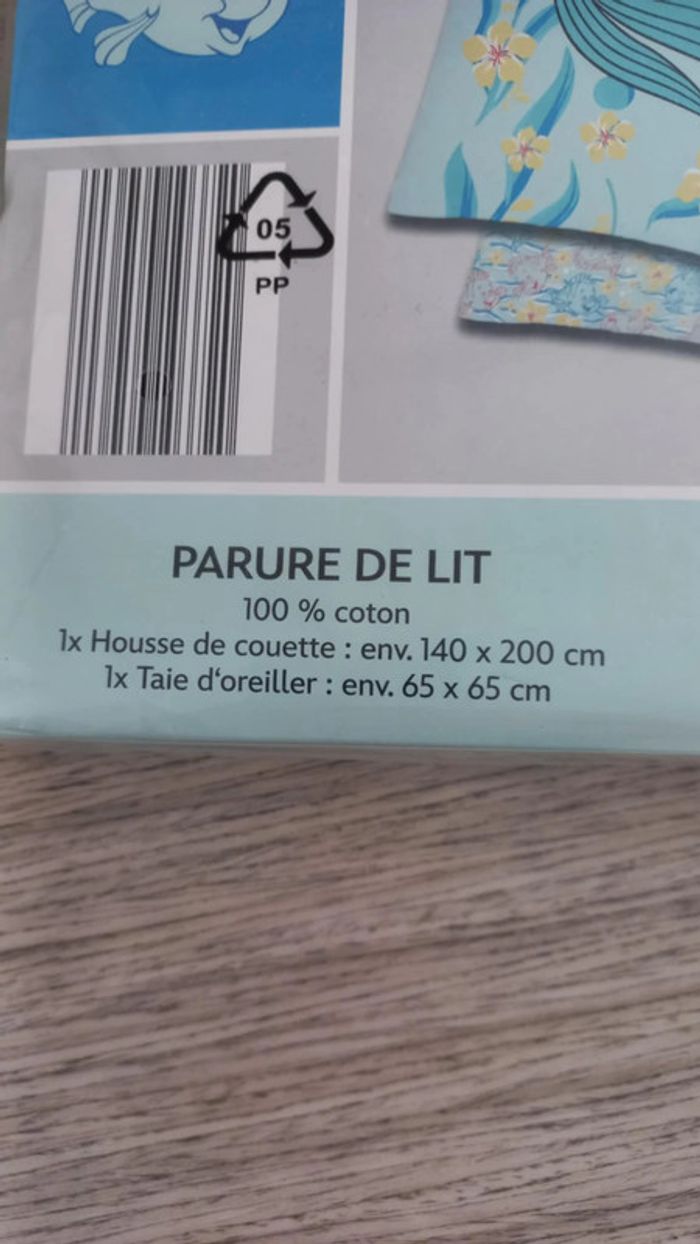 05
PP
PARURE DE LIT
100 % coton
1x Housse de couette : env. 140 x 200 cm
1x Taie d‘oreiller : env. 65 x 65 cm